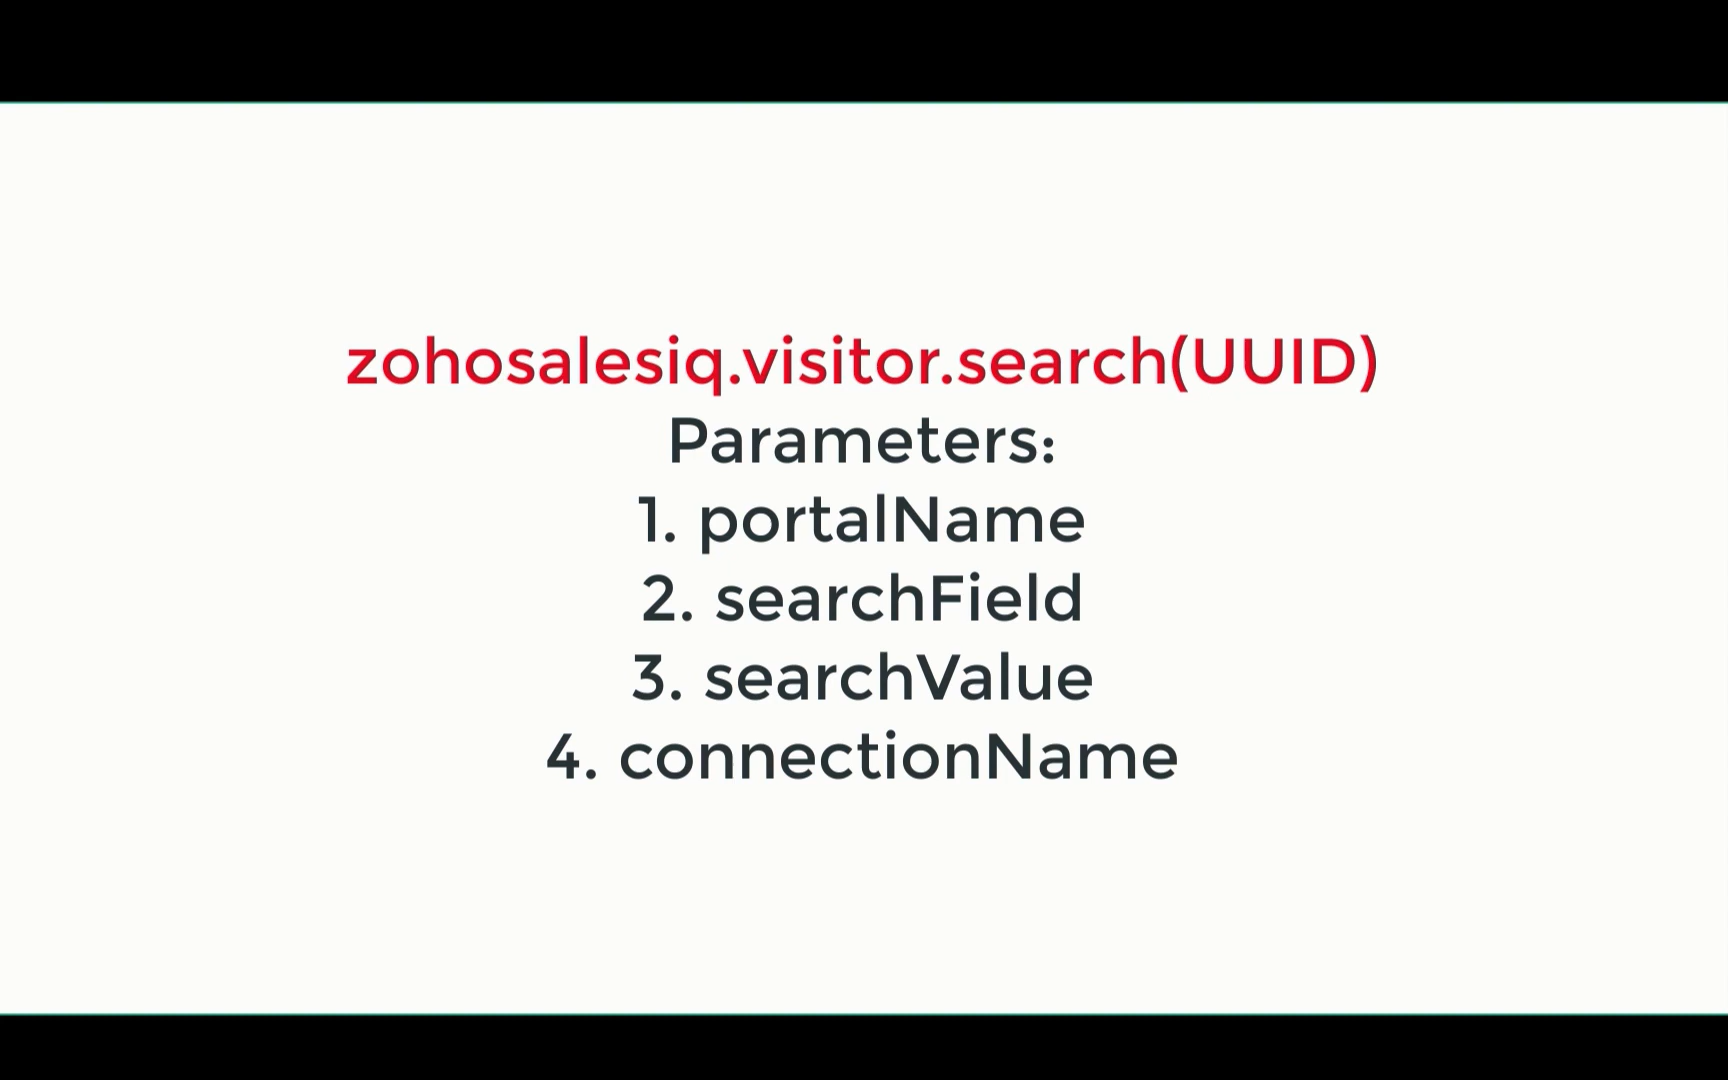 zohosalesiq.visitor.search(UUID)
Parameters:
1. portalName
2. searchField
3. searchValue
4. connectionName